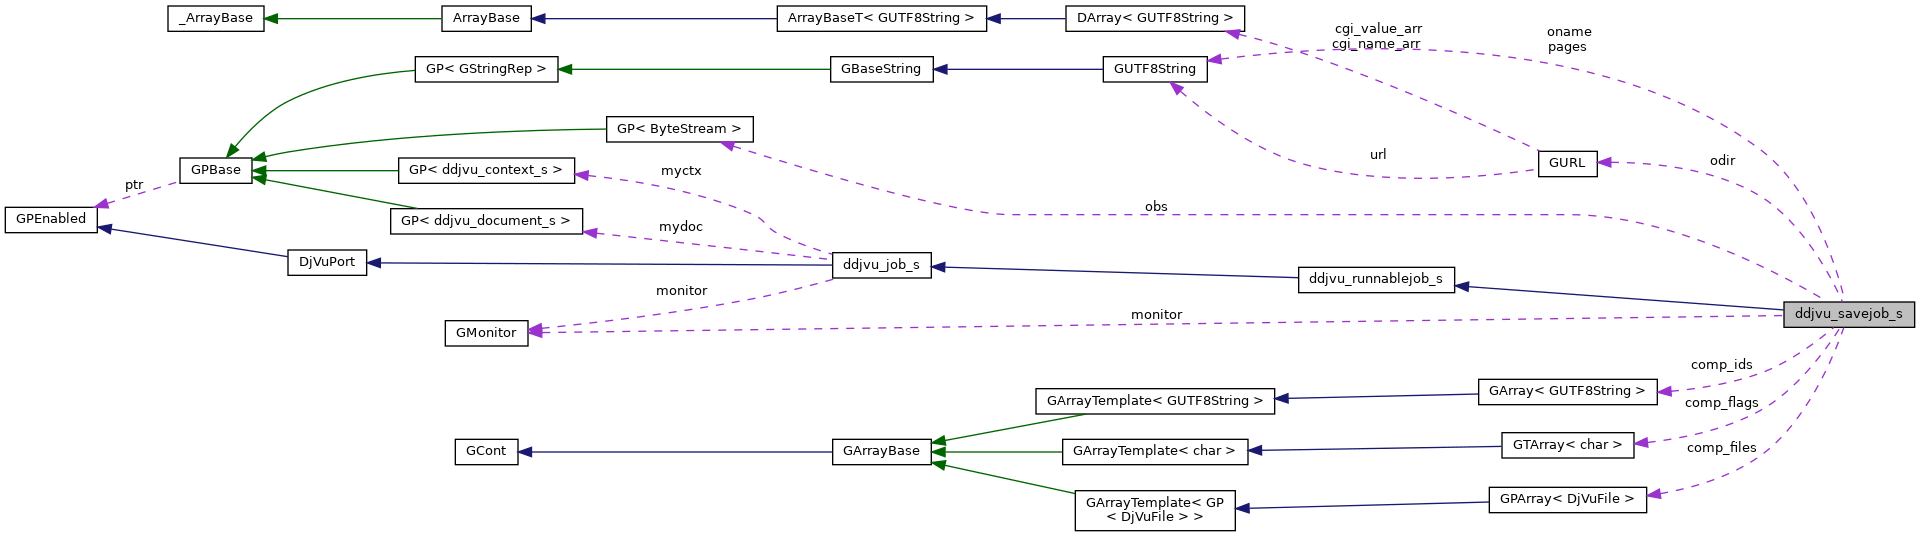 _ArrayBase
ArrayBase
ArrayBaseT< GUTF8String >
DArray< GUTF8String >
cgi_value_arr
cgi_name_arr
oname
pages
GP< GStringRep >
GBaseString
GUTF8String
GP< ByteStream >
url
GURL
odir
GPBase
GP< ddjvu_context_s >
myctx
ptr
obs
GPEnabled
GP< ddjvu_document_s >
mydoc
DjVuPort
ddjvu_job_s
ddjvu_runnablejob_s
monitor
monitor
ddjvu_savejob_s
GMonitor
comp_ids
GArrayTemplate< GUTF8String >
GArray< GUTF8String >
comp_flags
GCont
GArrayBase
GArrayTemplate< char >
GTArray< char >
comp_files
GArrayTemplate< GP
< DjVuFile > >
GPArray< DjVuFile >